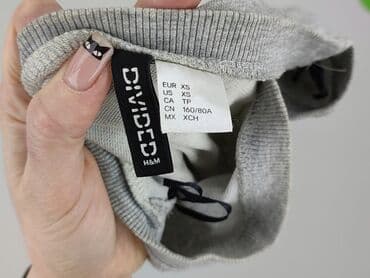 DIVIDED
H&M
EUR XS
US XS
CA TP
CN 160/80A
MX XCH